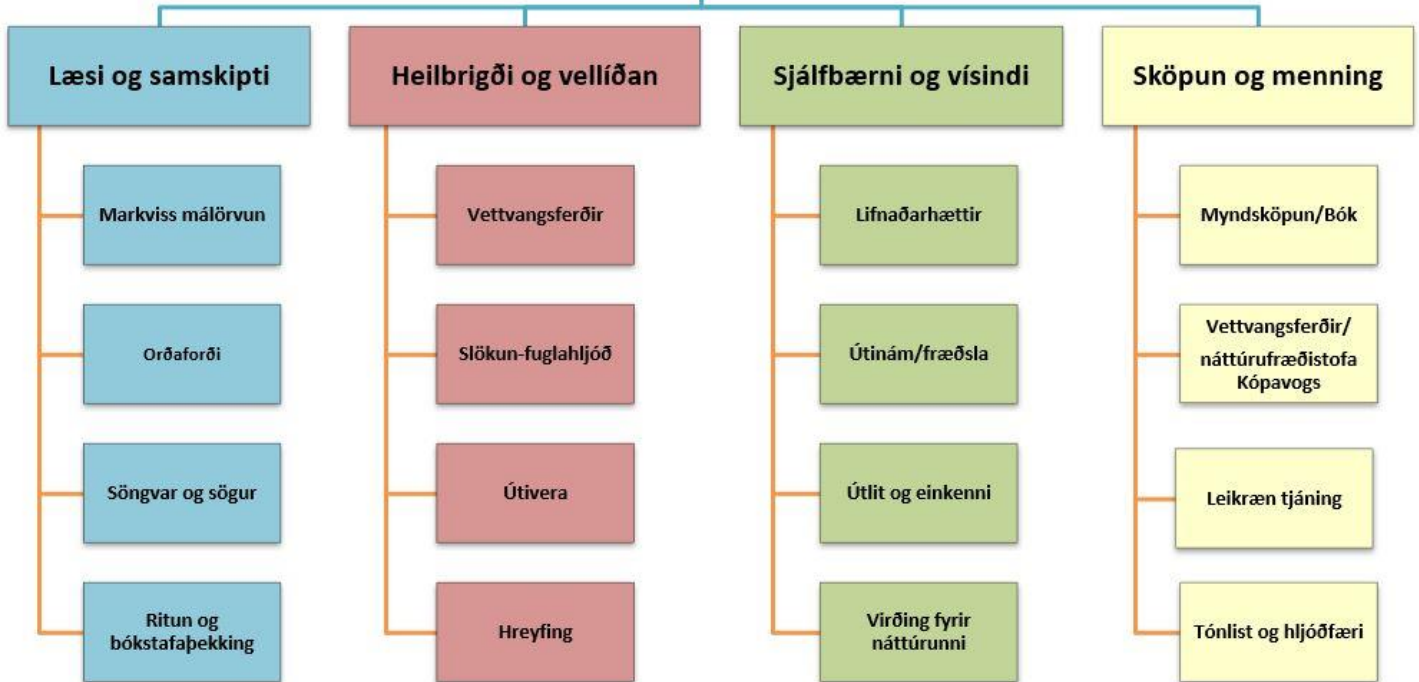 Læsi og samskipti
Heilbrigði og vellíðan
Sjálfbærni og vísindi
Sköpun og menning
Markviss málörvun
Vettvangsferðir
Lifnaðarhættir
Myndsköpun/Bók
Orðaforði
Slökun-fuglahljóð
Útinám/fræðsla
Vettvangsferðir/
náttúrufræðistofa
Kópavogs
Söngvar og sögur
Útivera
Útlit og einkenni
Leikræn tjáning
Ritun og
bókstafaþekking
Hreyfing
Virðing fyrir
náttúrunni
Tónlist og hljóðfæri